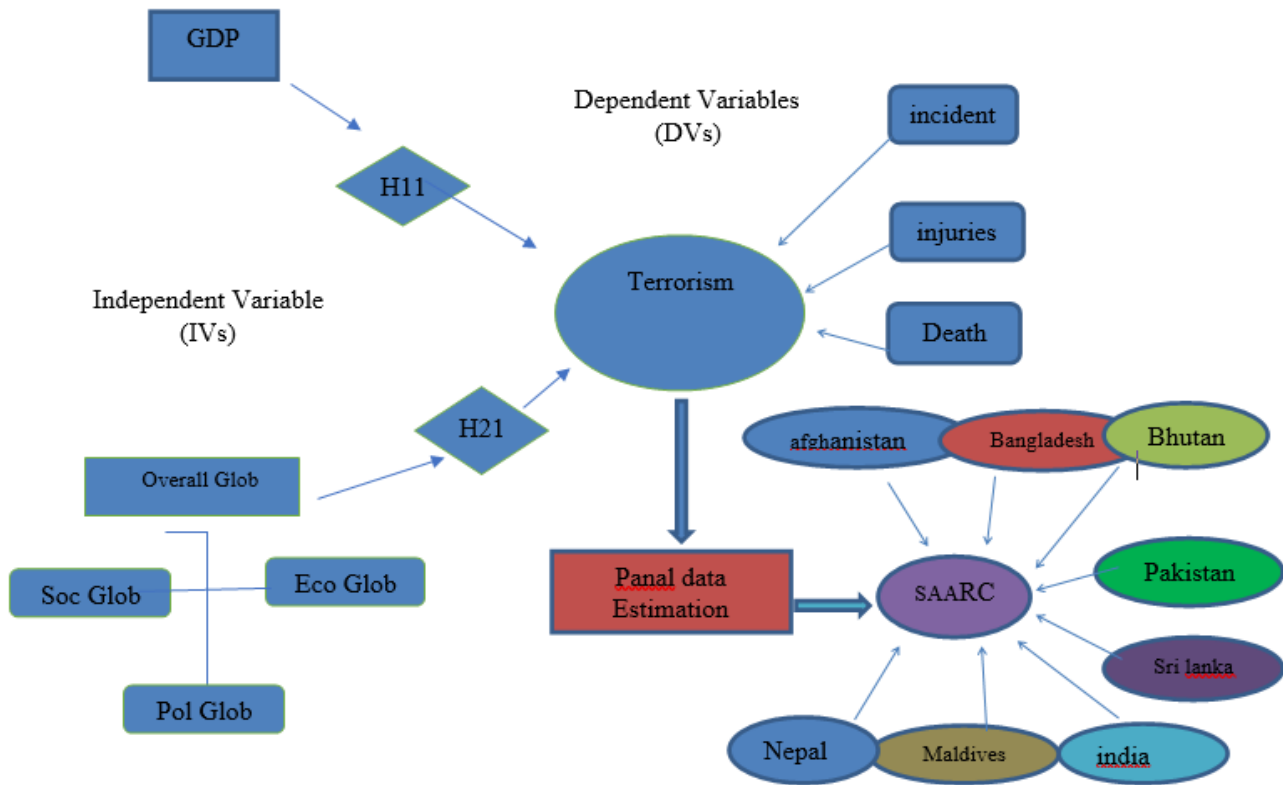 GDP
Dependent Variables
(DVs)
incident
H11
injuries
Terrorism
Independent Variable
(IVs)
Death
H21
afghanistan
Bangladesh
Bhutan
Overall Glob
Soc Glob
Eco Glob
Panal data
Estimation
SAARC
Pakistan
Sri lanka
Pol Glob
Nepal
Maldives
india